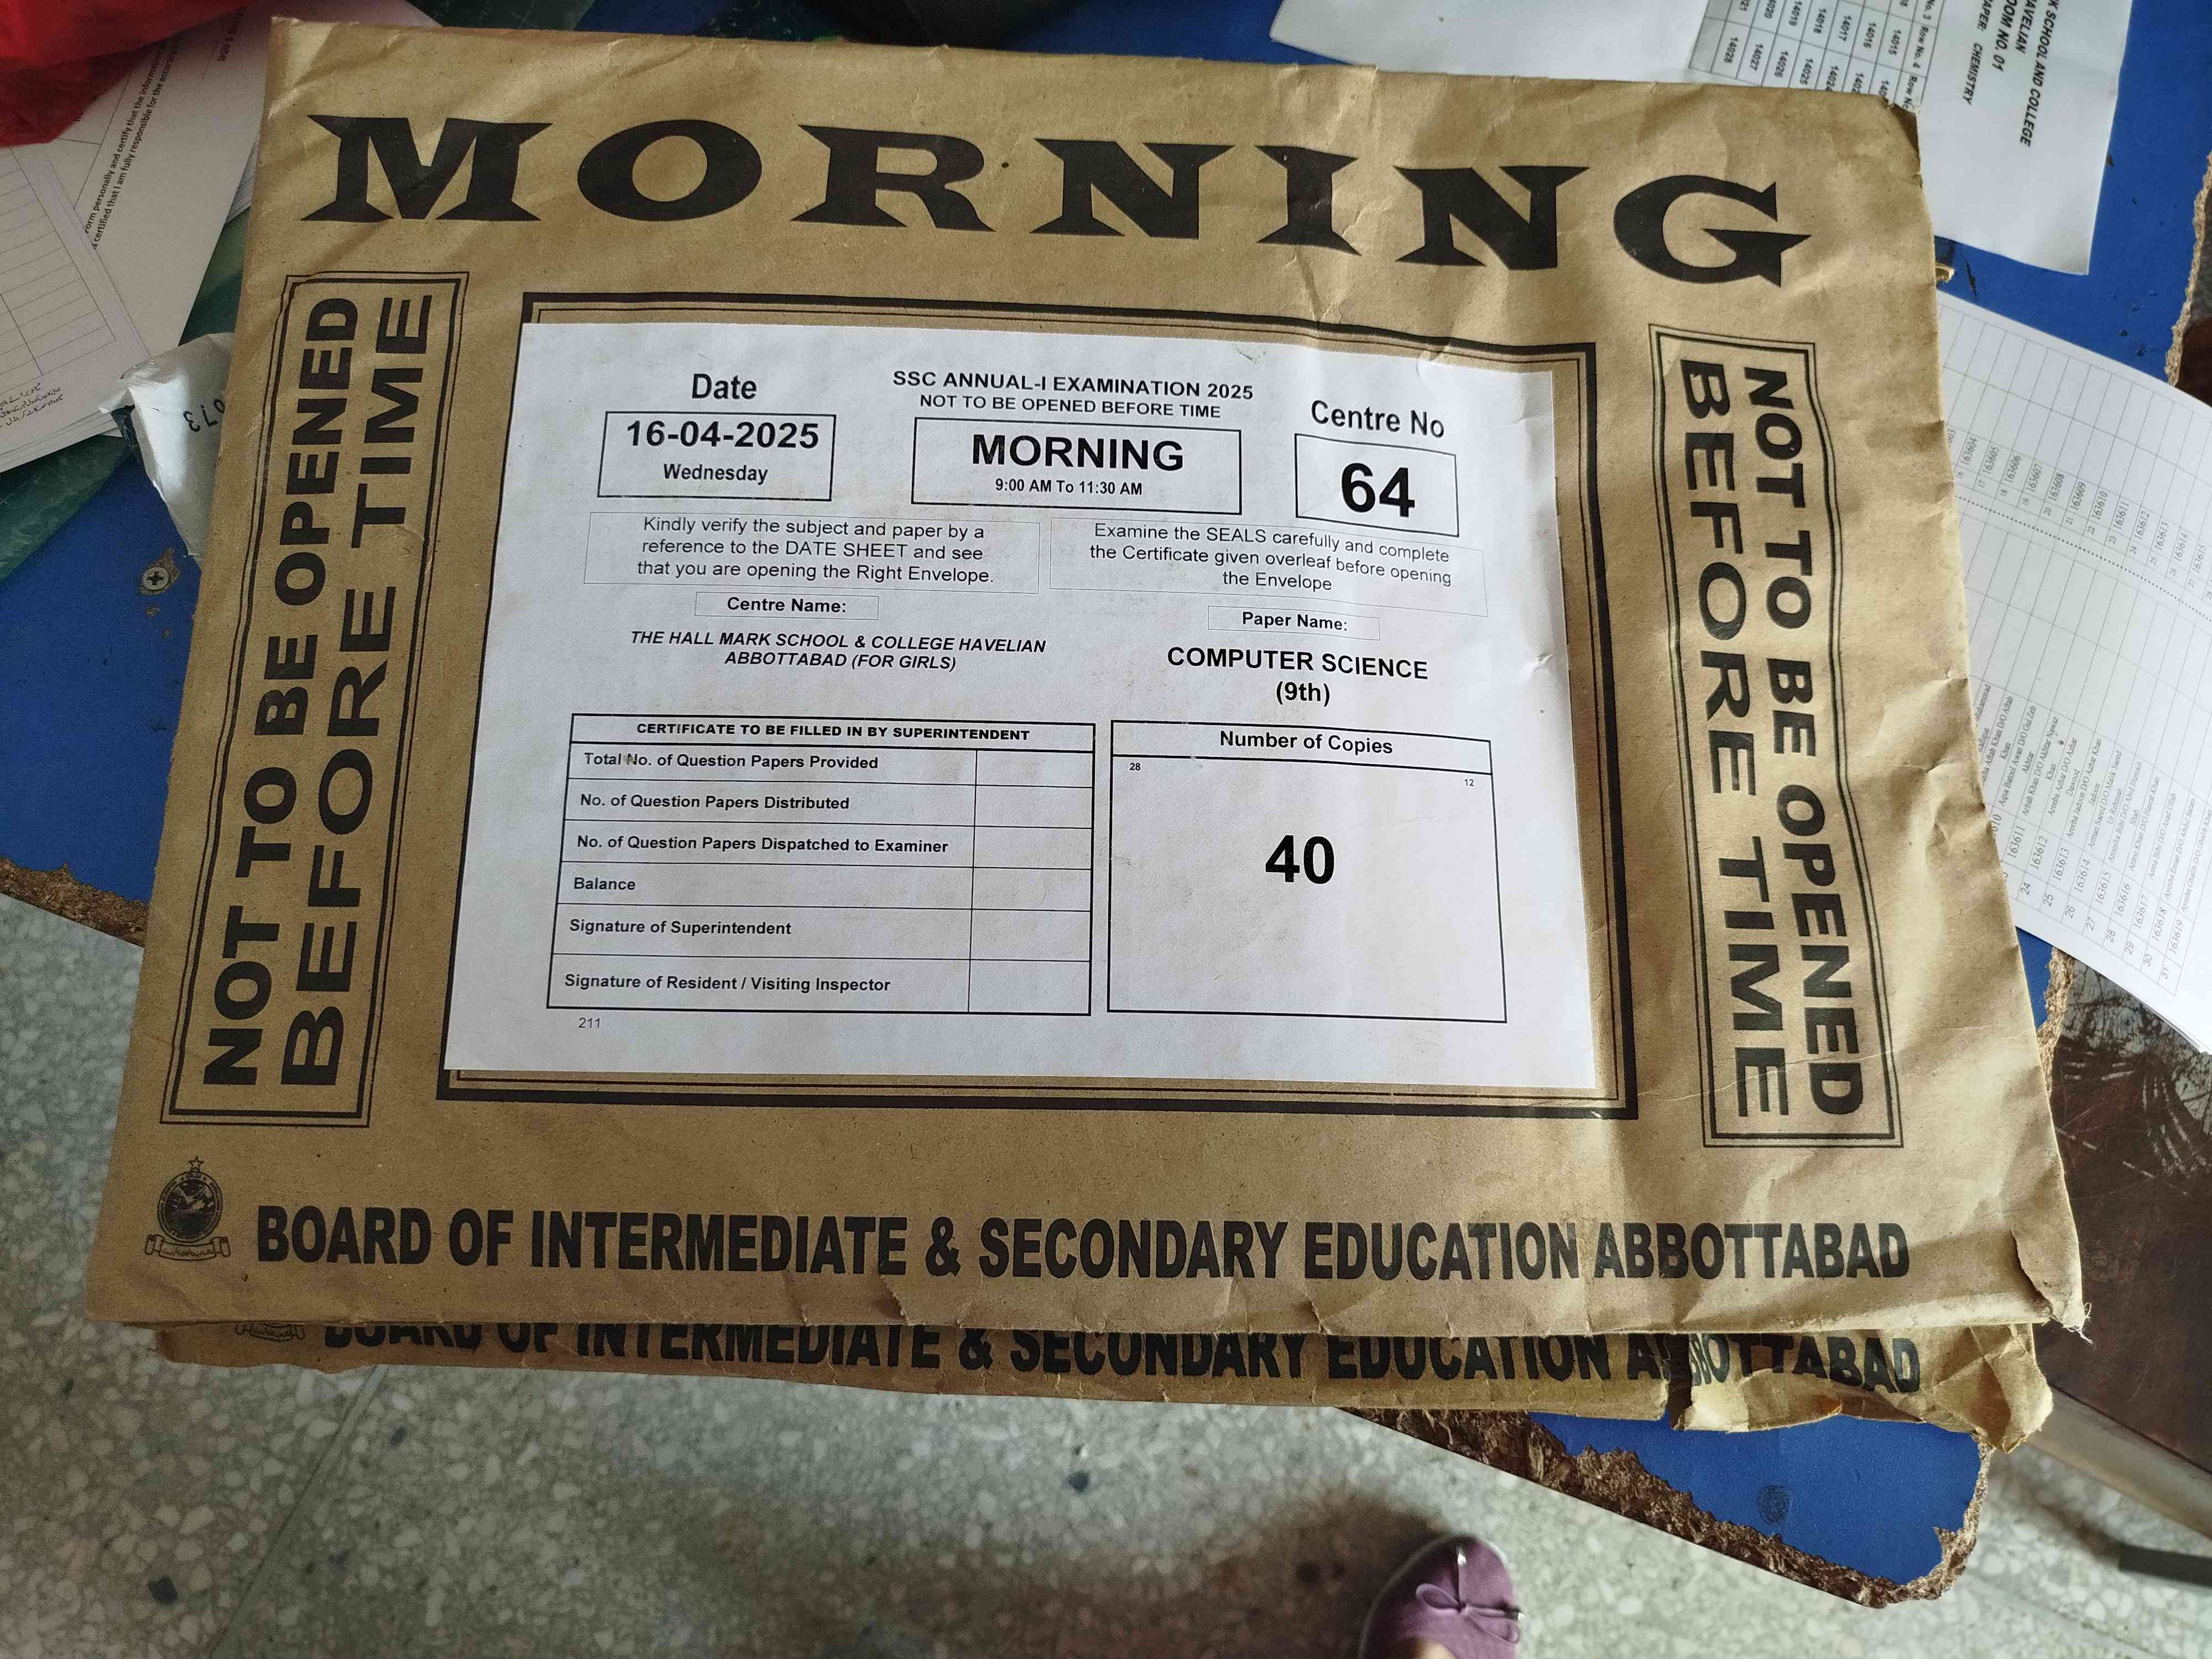 MORNING
NOT TO BE OPENED
BEFORE TIME
Date
16-04-2025
Wednesday
SSC ANNUAL-I EXAMINATION 2025
NOT TO BE OPENED BEFORE TIME
MORNING
9:00 AM To 11:30 AM
Centre No
64
Kindly verify the subject and paper by a
reference to the DATE SHEET and see
that you are opening the Right Envelope.
Examine the SEALS carefully and complete
the Certificate given overleaf before opening
the Envelope
Centre Name:
THE HALL MARK SCHOOL & COLLEGE HAVELIAN
ABBOTTABAD (FOR GIRLS)
Paper Name:
COMPUTER SCIENCE
(9th)
CERTIFICATE TO BE FILLED IN BY SUPERINTENDENT
Total No. of Question Papers Provided
No. of Question Papers Distributed
No. of Question Papers Dispatched to Examiner
Balance
Signature of Superintendent
Signature of Resident / Visiting Inspector
211
Number of Copies
28
12
40
NOT TO BE OPENED
BEFORE TIME
BOARD OF INTERMEDIATE & SECONDARY EDUCATION ABBOTTABAD
BOARD OF INTERMEDIATE & SECONDARY EDUCATION ABBOTTABAD
SCHOOL AND COLLEGE
PAPER: CHEMISTRY